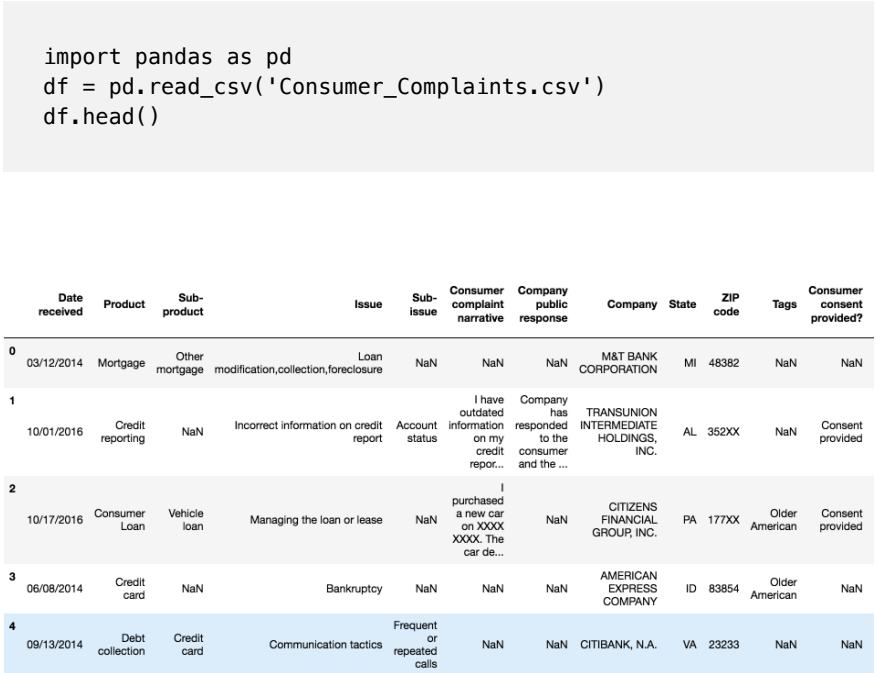 import pandas as pd
df = pd.read_csv('Consumer_Complaints.csv')
df.head()
Date received Product Sub-product Issue Sub-issue Consumer complaint narrative Company public response Company State ZIP code Tags Consumer consent provided?
0 03/12/2014 Mortgage Other mortgage Loan modification,collection,foreclosure NaN NaN NaN M&T BANK CORPORATION MI 48382 NaN NaN
1 10/01/2016 Credit reporting NaN Incorrect information on credit report Account status I have outdated information on my credit repor... Company has responded to the consumer and the ... TRANSUNION INTERMEDIATE HOLDINGS, INC. AL 352XX NaN Consent provided
2 10/17/2016 Consumer Loan Vehicle loan Managing the loan or lease NaN I purchased a new car on XXXX XXXX. The car de... NaN CITIZENS FINANCIAL GROUP, INC. PA 177XX Older American Consent provided
3 06/08/2014 Credit card NaN Bankruptcy NaN NaN NaN AMERICAN EXPRESS COMPANY ID 83854 Older American NaN
4 09/13/2014 Debt collection Credit card Communication tactics Frequent or repeated calls NaN NaN CITIBANK, N.A. VA 23233 NaN NaN